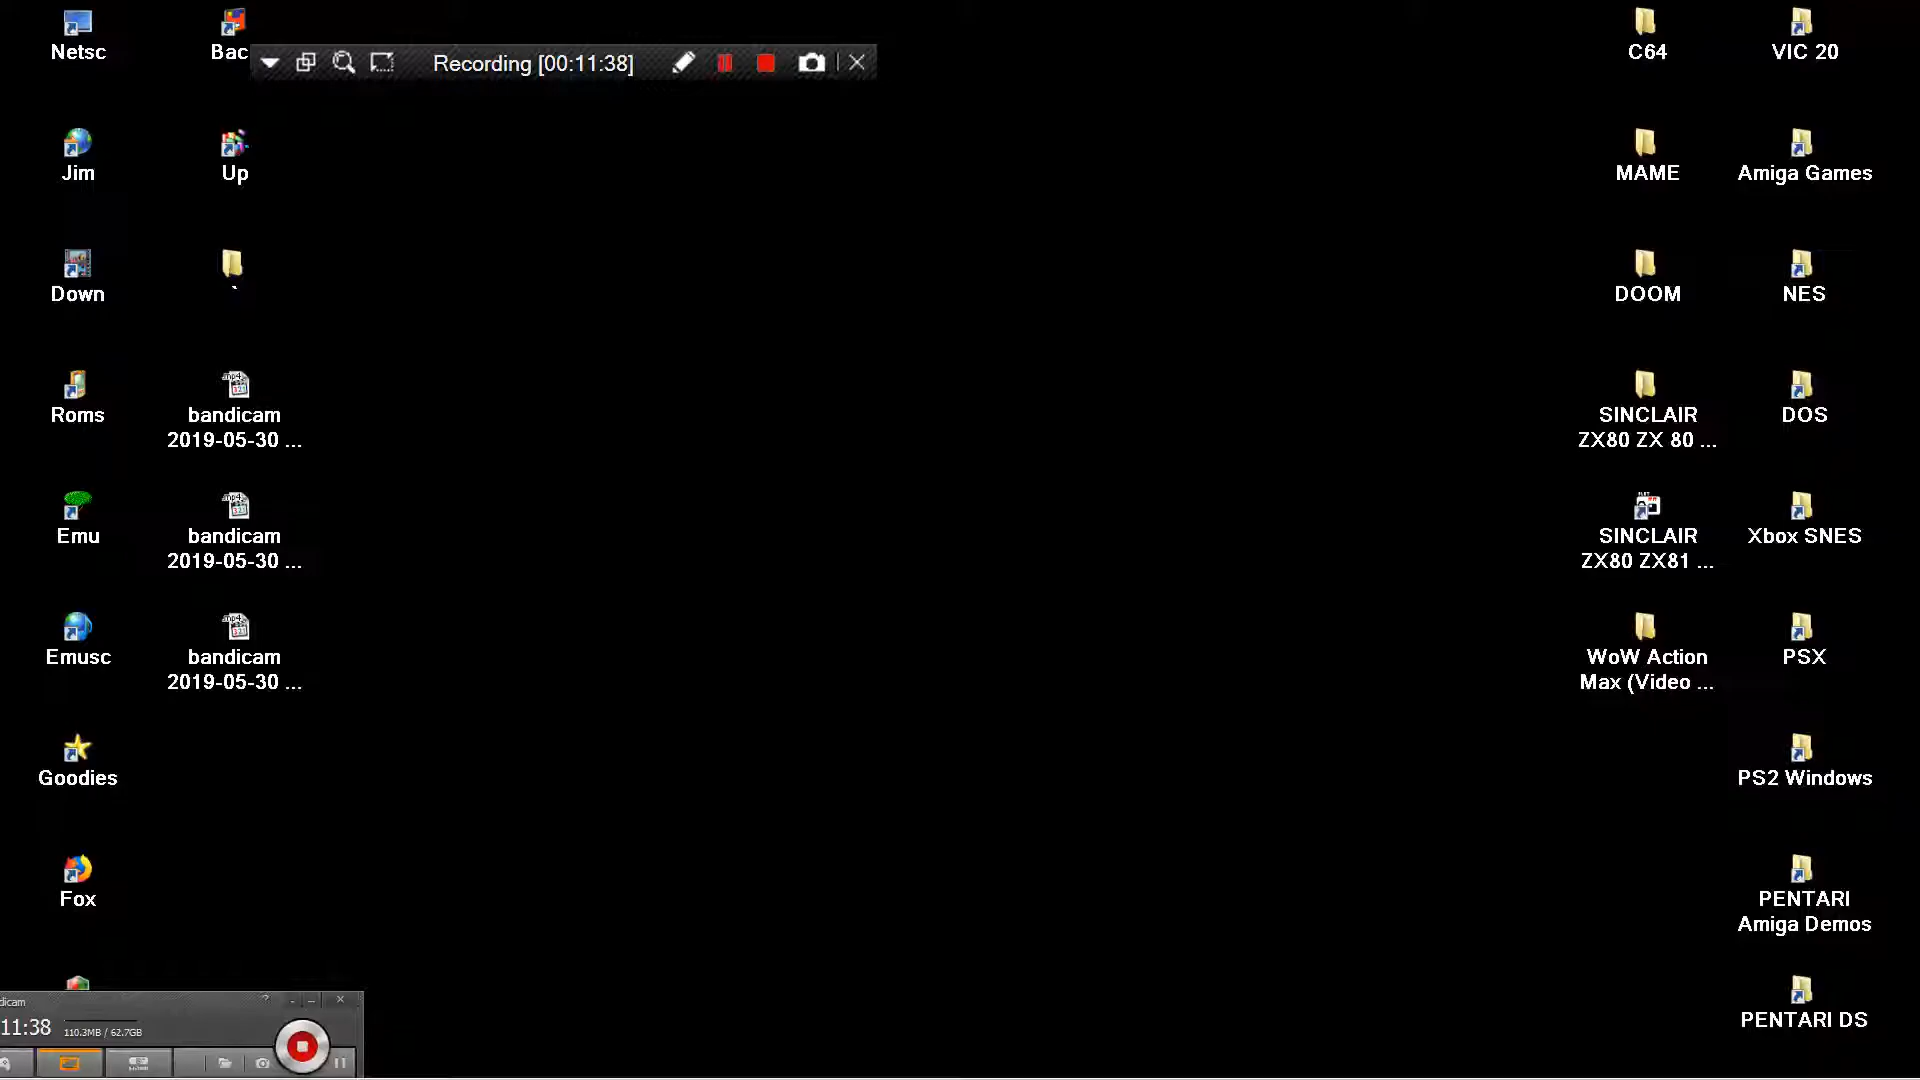 Netsc
Bac
Recording [00:11:38]
C64
VIC 20
Jim
Up
MAME
Amiga Games
Down
`
DOOM
NES
Roms
bandicam
2019-05-30 ...
SINCLAIR
ZX80 ZX 80 ...
DOS
Emu
bandicam
2019-05-30 ...
SINCLAIR
ZX80 ZX81 ...
Xbox SNES
Emusc
bandicam
2019-05-30 ...
WoW Action
Max (Video ...
PSX
Goodies
PS2 Windows
Fox
PENTARI
Amiga Demos
PENTARI DS
dicam
11:38
110.3MB / 62.7GB